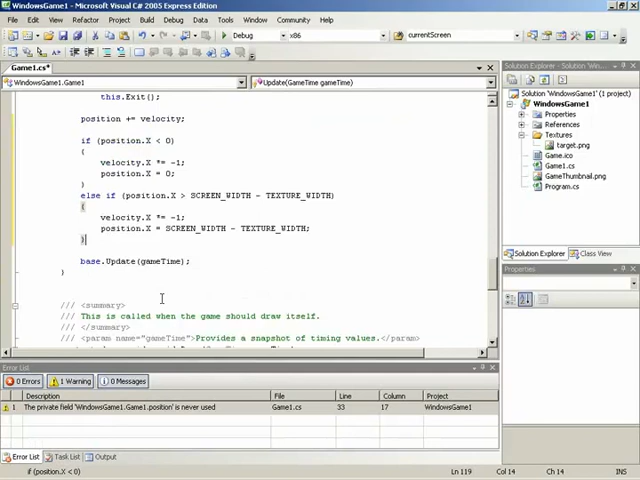 WindowsGame1 - Microsoft Visual C# 2005 Express Edition
File Edit View Refactor Project Build Debug Data Tools Window Community Help
Debug x86 currentScreen
Game1.cs*
WindowsGame1.Game1 Update(GameTime gameTime)
this.Exit();
position += velocity;
if (position.X < 0)
{
velocity.X *= -1;
position.X = 0;
}
else if (position.X > SCREEN_WIDTH - TEXTURE_WIDTH)
{
velocity.X *= -1;
position.X = SCREEN_WIDTH - TEXTURE_WIDTH;
}
base.Update(gameTime);
}
/// <summary>
/// This is called when the game should draw itself.
/// </summary>
/// <param name="gameTime">Provides a snapshot of timing values.</param>
Solution 'WindowsGame1' (1 project)
WindowsGame1
Properties
References
Textures
target.png
Game.ico
Game1.cs
GameThumbnail.png
Program.cs
Solution Explorer Class View
Properties
Error List
0 Errors 1 Warning 0 Messages
Description File Line Column Project
1 The private field 'WindowsGame1.Game1.position' is never used Game1.cs 33 17 WindowsGame1
Error List Task List Output
if (position.X < 0) Ln 119 Col 14 Ch 14